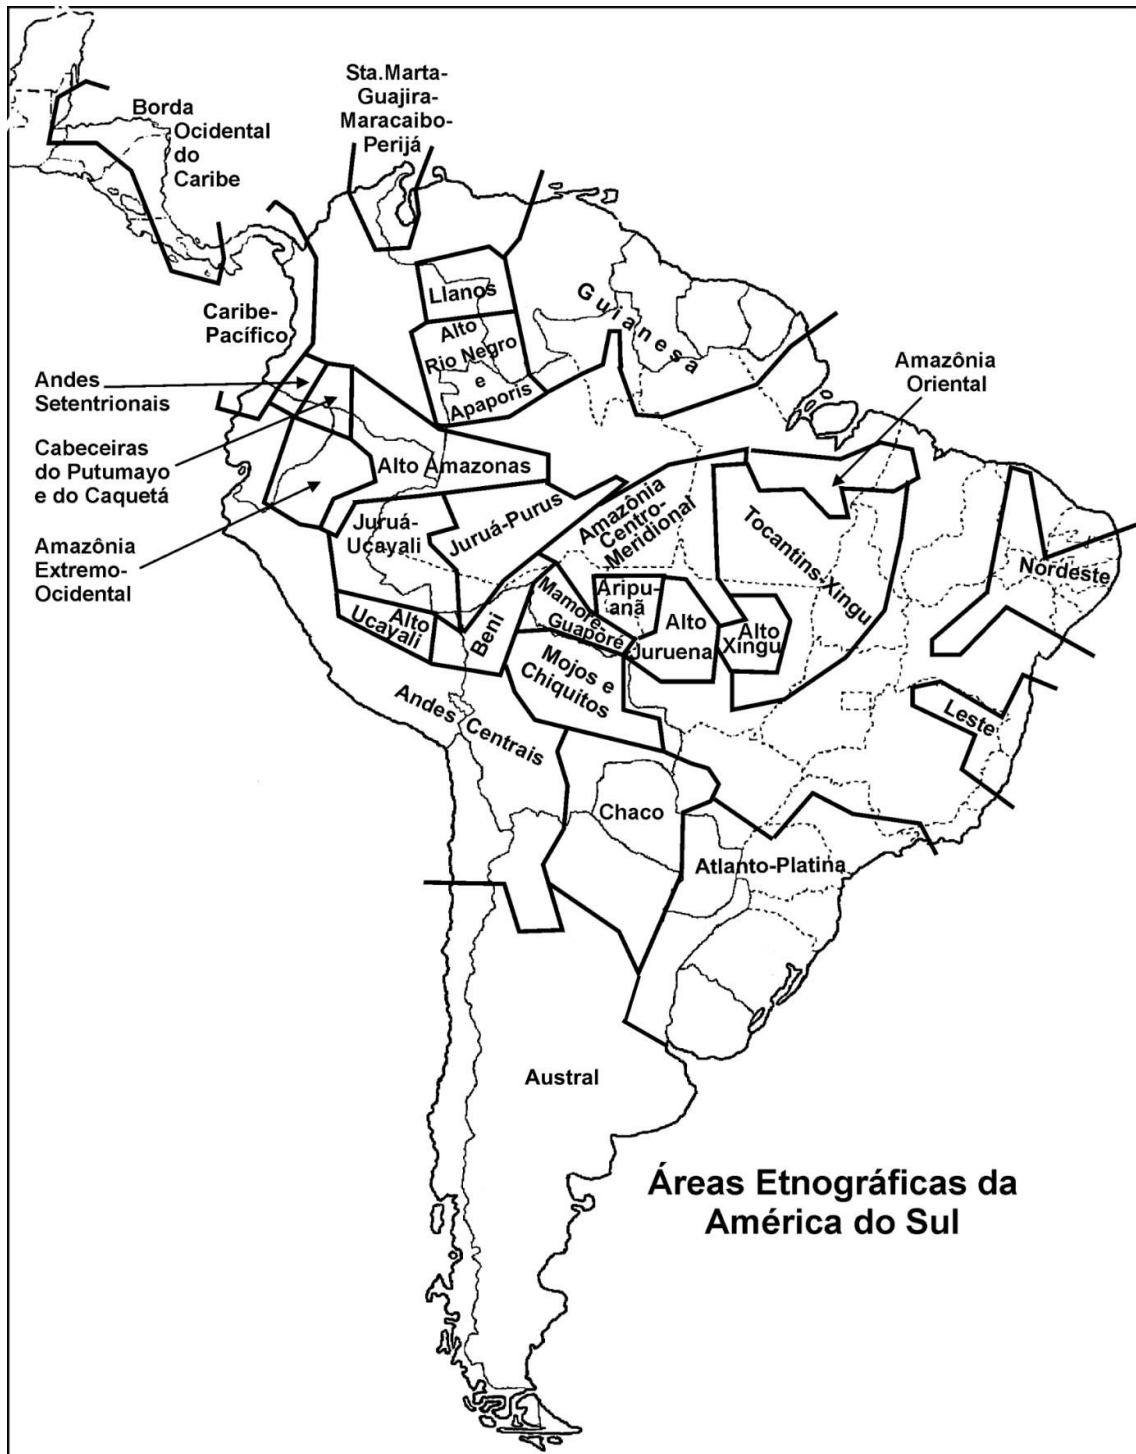 Sta.Marta-
Guajira-
Maracaibo-
Perijá
Borda
Ocidental
do
Caribe
Llanos
Guianesa
Caribe-
Pacífico
Alto
Rio Negro
e
Apaporis
Andes
Setentrionais
Amazônia
Oriental
Cabeceiras
do Putumayo
e do Caquetá
Alto Amazonas
Amazônia
Extremo-
Ocidental
Juruá-
Ucayali
Juruá-Purus
Amazônia
Centro-
Meridional
Tocantins-Xingu
Nordeste
Alto
Ucayali
Beni
Mamoré-
Guaporé
Aripu-
anã
Alto
Juruena
Alto
Xingu
Mojos e
Chiquitos
Andes Centrais
Leste
Chaco
Atlanto-Platina
Austral
Áreas Etnográficas da
América do Sul